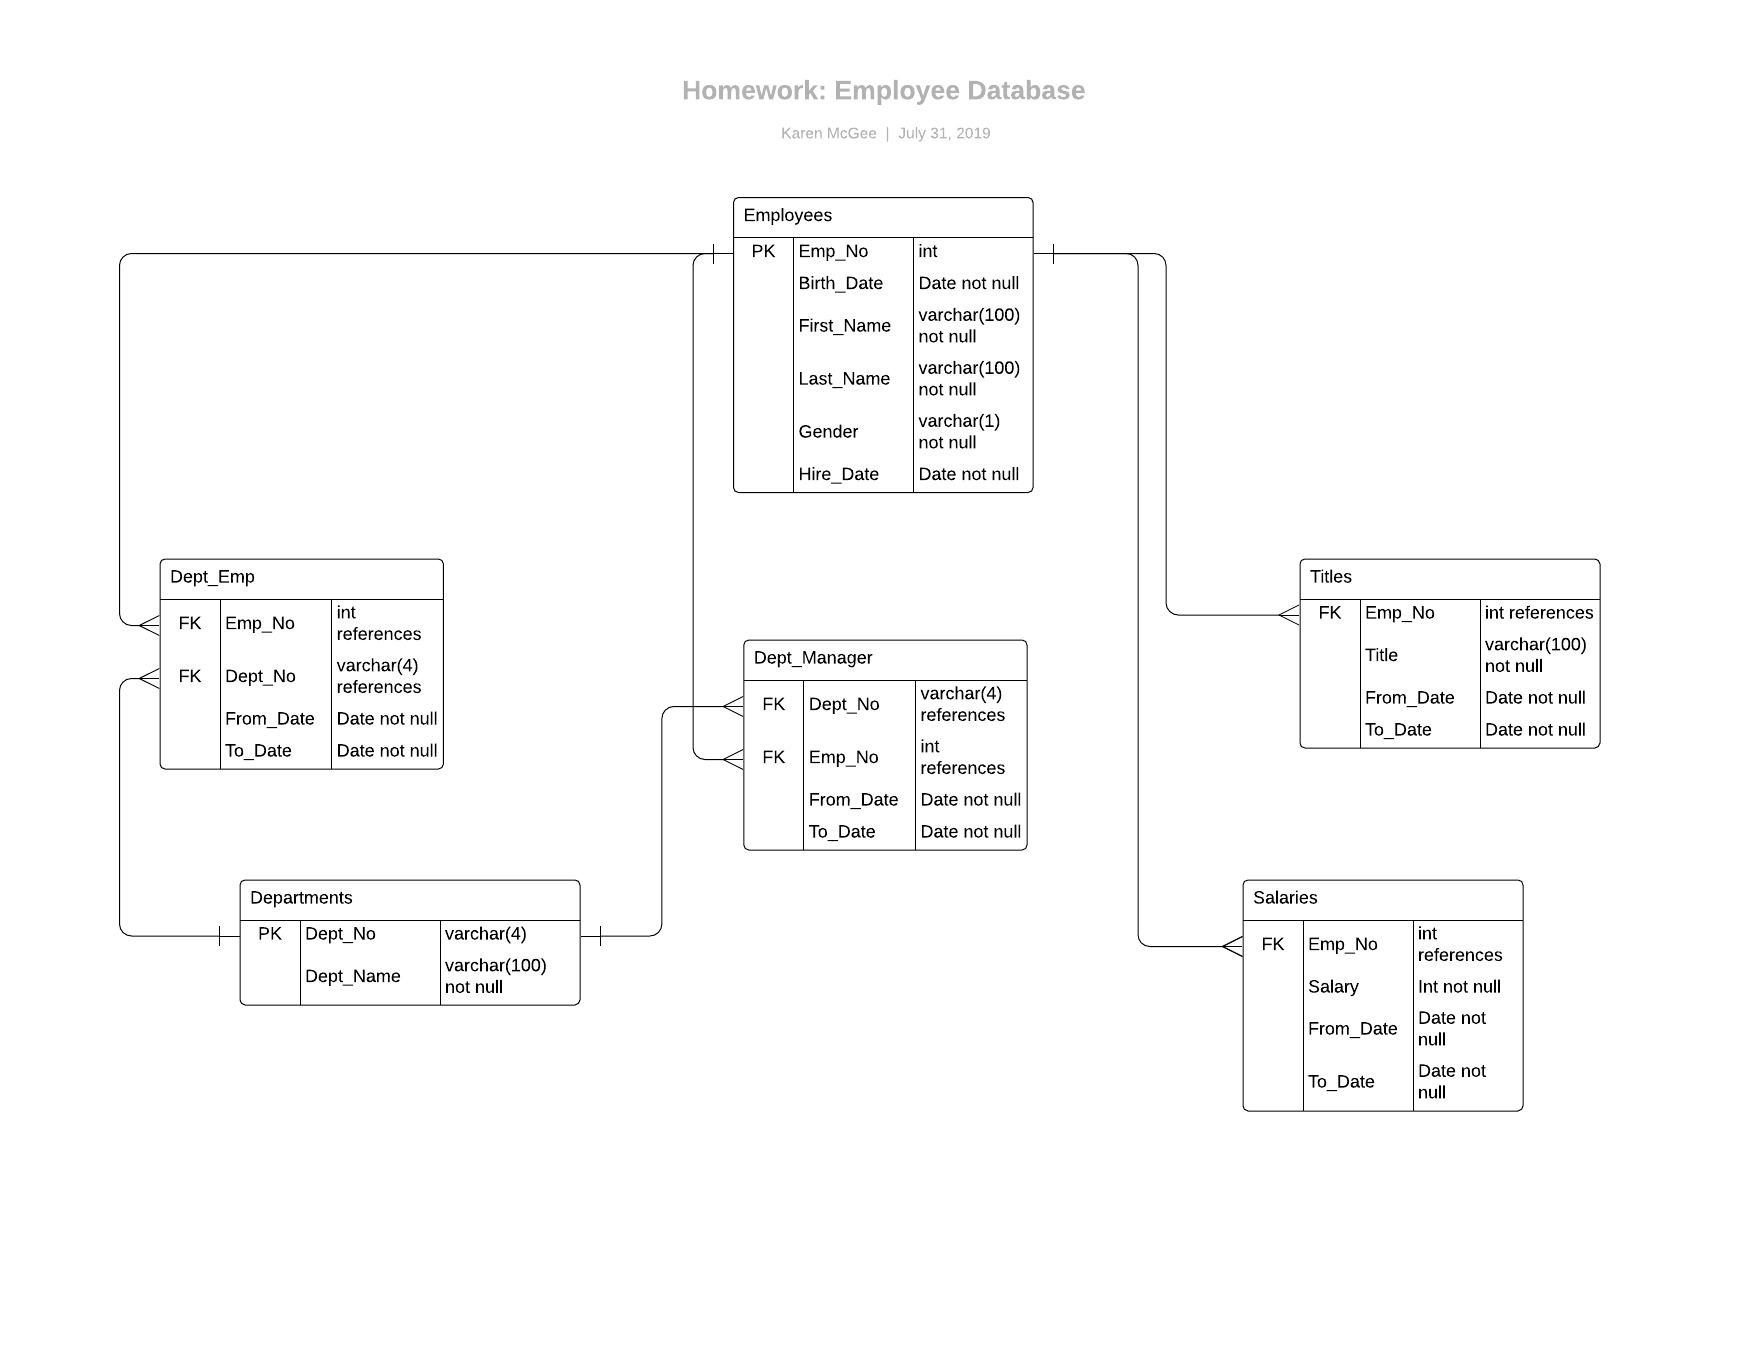 Homework: Employee Database
Karen McGee | July 31, 2019
Employees
PK Emp_No int
Birth_Date Date not null
First_Name varchar(100)
not null
Last_Name varchar(100)
not null
Gender varchar(1)
not null
Hire_Date Date not null
Dept_Emp
FK Emp_No int
references
FK Dept_No varchar(4)
references
From_Date Date not null
To_Date Date not null
Dept_Manager
FK Dept_No varchar(4)
references
FK Emp_No int
references
From_Date Date not null
To_Date Date not null
Titles
FK Emp_No int references
Title varchar(100)
not null
From_Date Date not null
To_Date Date not null
Departments
PK Dept_No varchar(4)
Dept_Name varchar(100)
not null
Salaries
FK Emp_No int
references
Salary Int not null
From_Date Date not
null
To_Date Date not
null